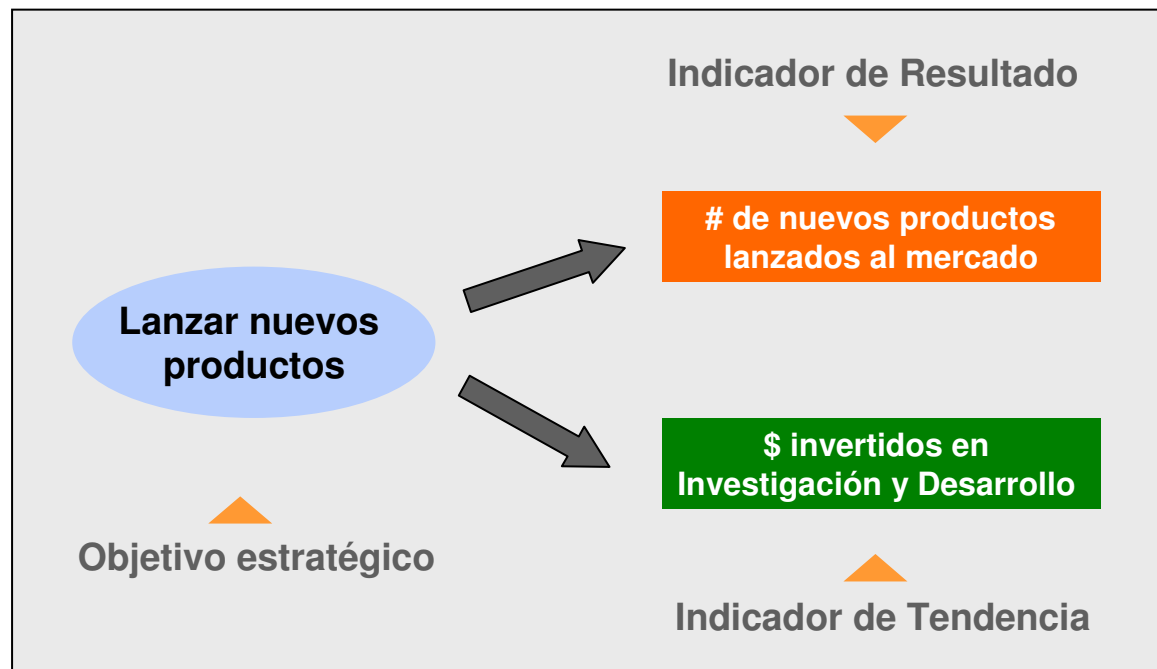 Indicador de Resultado
# de nuevos productos
lanzados al mercado
Lanzar nuevos
productos
$ invertidos en
Investigación y Desarrollo
Objetivo estratégico
Indicador de Tendencia